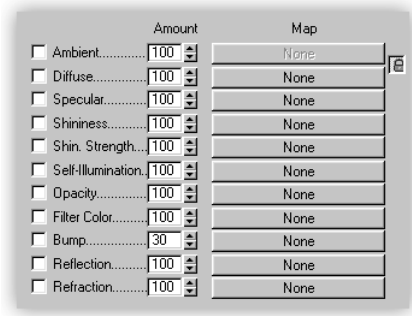 Amount Map
Ambient............ 100 None
Diffuse............ 100 None
Specular........... 100 None
Shininess.......... 100 None
Shin. Strength.... 100 None
Self-Illumination.. 100 None
Opacity............ 100 None
Filter Color........ 100 None
Bump............... 30 None
Reflection.......... 100 None
Refraction.......... 100 None